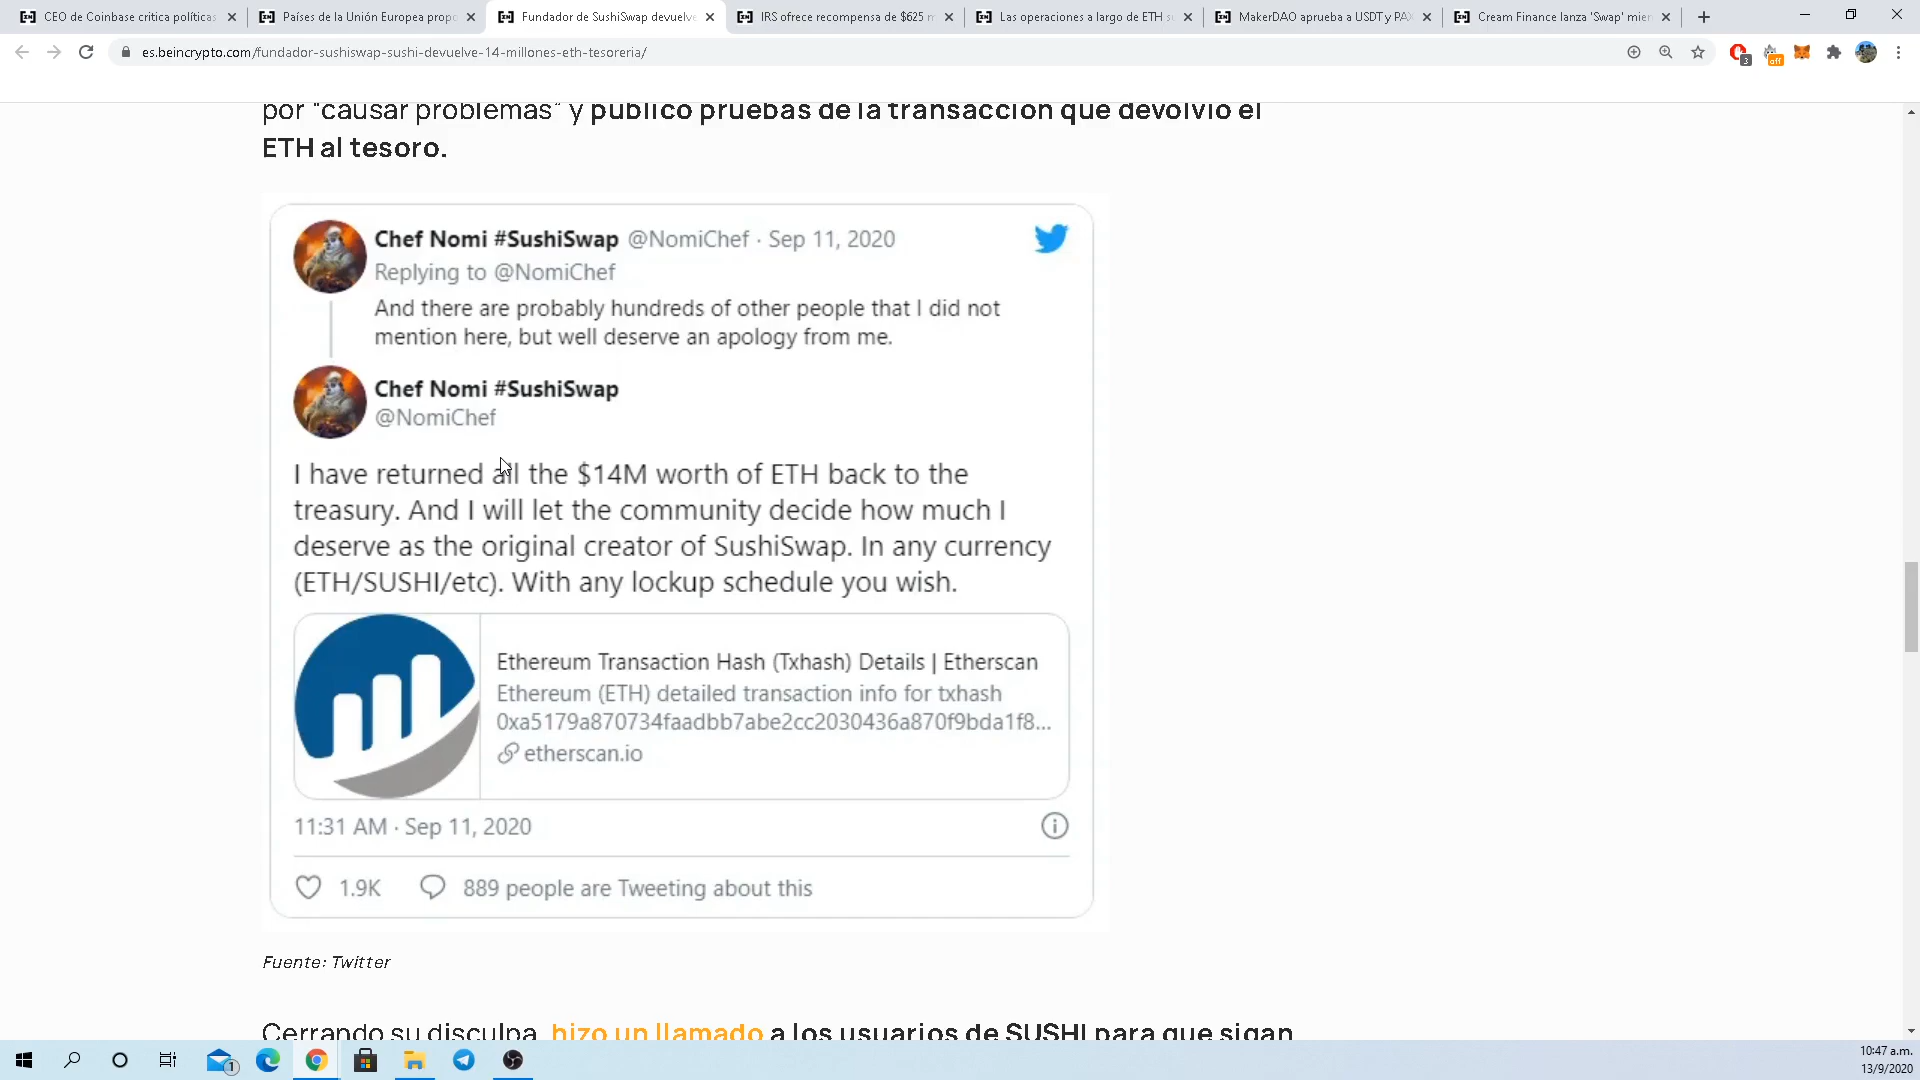 CEO de Coinbase critica políticas
Países de la Unión Europea propo
Fundador de SushiSwap devuelve
IRS ofrece recompensa de $625 m
Las operaciones a largo de ETH s
MakerDAO aprueba a USDT y PAX
Cream Finance lanza 'Swap' mien
es.beincrypto.com/fundador-sushiswap-sushi-devuelve-14-millones-eth-tesoreria/
3
off
por "causar problemas" y publicó pruebas de la transacción que devolvió el
ETH al tesoro.
Chef Nomi #SushiSwap @NomiChef · Sep 11, 2020
Replying to @NomiChef
And there are probably hundreds of other people that I did not
mention here, but well deserve an apology from me.
Chef Nomi #SushiSwap
@NomiChef
I have returned all the $14M worth of ETH back to the
treasury. And I will let the community decide how much I
deserve as the original creator of SushiSwap. In any currency
(ETH/SUSHI/etc). With any lockup schedule you wish.
Ethereum Transaction Hash (Txhash) Details | Etherscan
Ethereum (ETH) detailed transaction info for txhash
0xa5179a870734faadbb7abe2cc2030436a870f9bda1f8...
etherscan.io
11:31 AM · Sep 11, 2020
1.9K
889 people are Tweeting about this
Fuente: Twitter
Cerrando su disculpa, hizo un llamado a los usuarios de SUSHI para que sigan
1
10:47 a.m.
13/9/2020